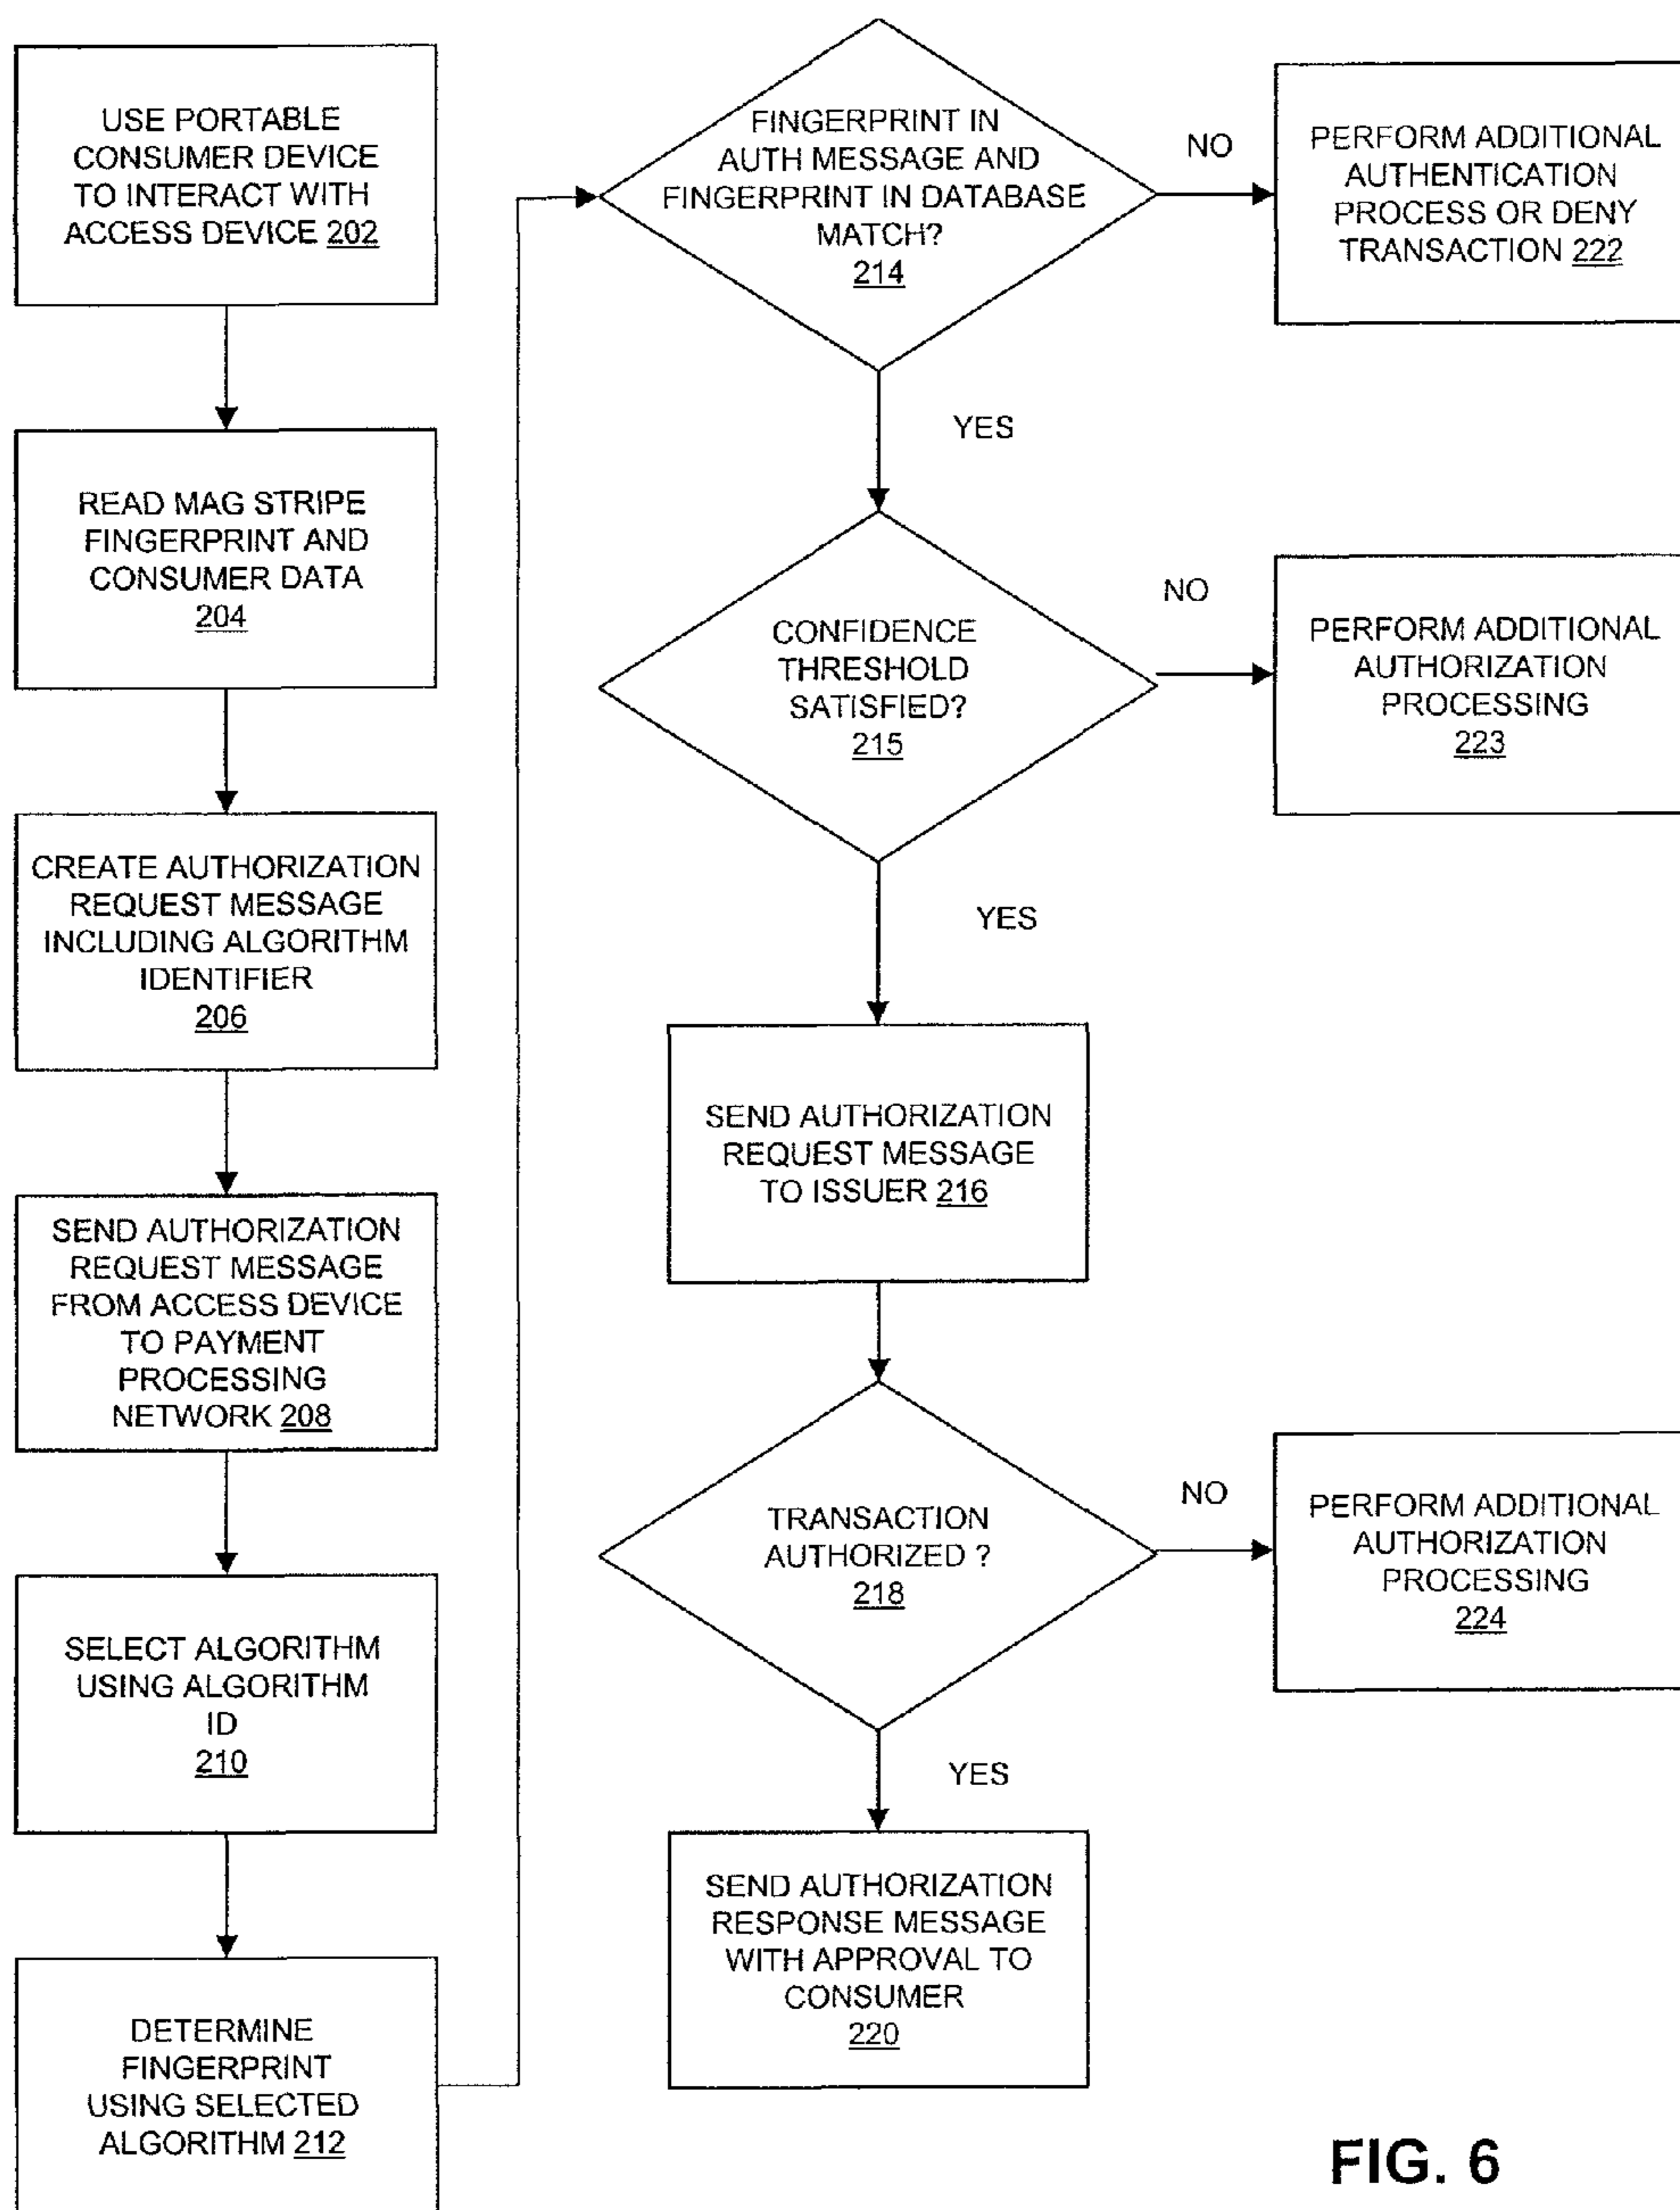 USE PORTABLE
CONSUMER DEVICE
TO INTERACT WITH
ACCESS DEVICE 202
READ MAG STRIPE
FINGERPRINT AND
CONSUMER DATA
204
CREATE AUTHORIZATION
REQUEST MESSAGE
INCLUDING ALGORITHM
IDENTIFIER
206
SEND AUTHORIZATION
REQUEST MESSAGE
FROM ACCESS DEVICE
TO PAYMENT
PROCESSING
NETWORK 208
SELECT ALGORITHM
USING ALGORITHM
ID
210
DETERMINE
FINGERPRINT
USING SELECTED
ALGORITHM 212
FINGERPRINT IN
AUTH MESSAGE AND
FINGERPRINT IN DATABASE
MATCH?
214
NO
PERFORM ADDITIONAL
AUTHENTICATION
PROCESS OR DENY
TRANSACTION 222
YES
CONFIDENCE
THRESHOLD
SATISFIED?
215
NO
PERFORM ADDITIONAL
AUTHORIZATION
PROCESSING
223
YES
SEND AUTHORIZATION
REQUEST MESSAGE
TO ISSUER 216
TRANSACTION
AUTHORIZED ?
218
NO
PERFORM ADDITIONAL
AUTHORIZATION
PROCESSING
224
YES
SEND AUTHORIZATION
RESPONSE MESSAGE
WITH APPROVAL TO
CONSUMER
220
FIG. 6